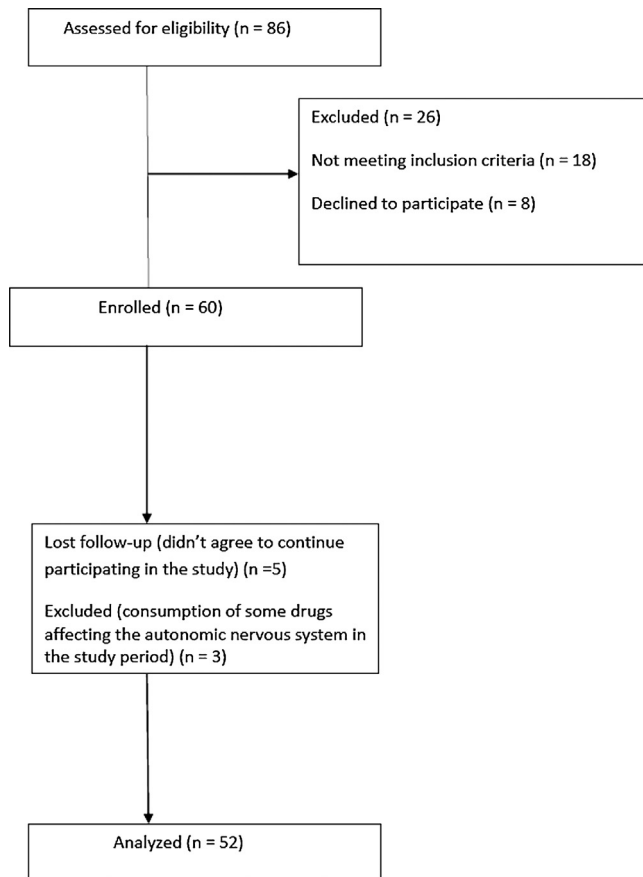 Assessed for eligibility (n = 86)
Excluded (n = 26)
Not meeting inclusion criteria (n = 18)
Declined to participate (n = 8)
Enrolled (n = 60)
Lost follow-up (didn't agree to continue
participating in the study) (n =5)
Excluded (consumption of some drugs
affecting the autonomic nervous system in
the study period) (n = 3)
Analyzed (n = 52)